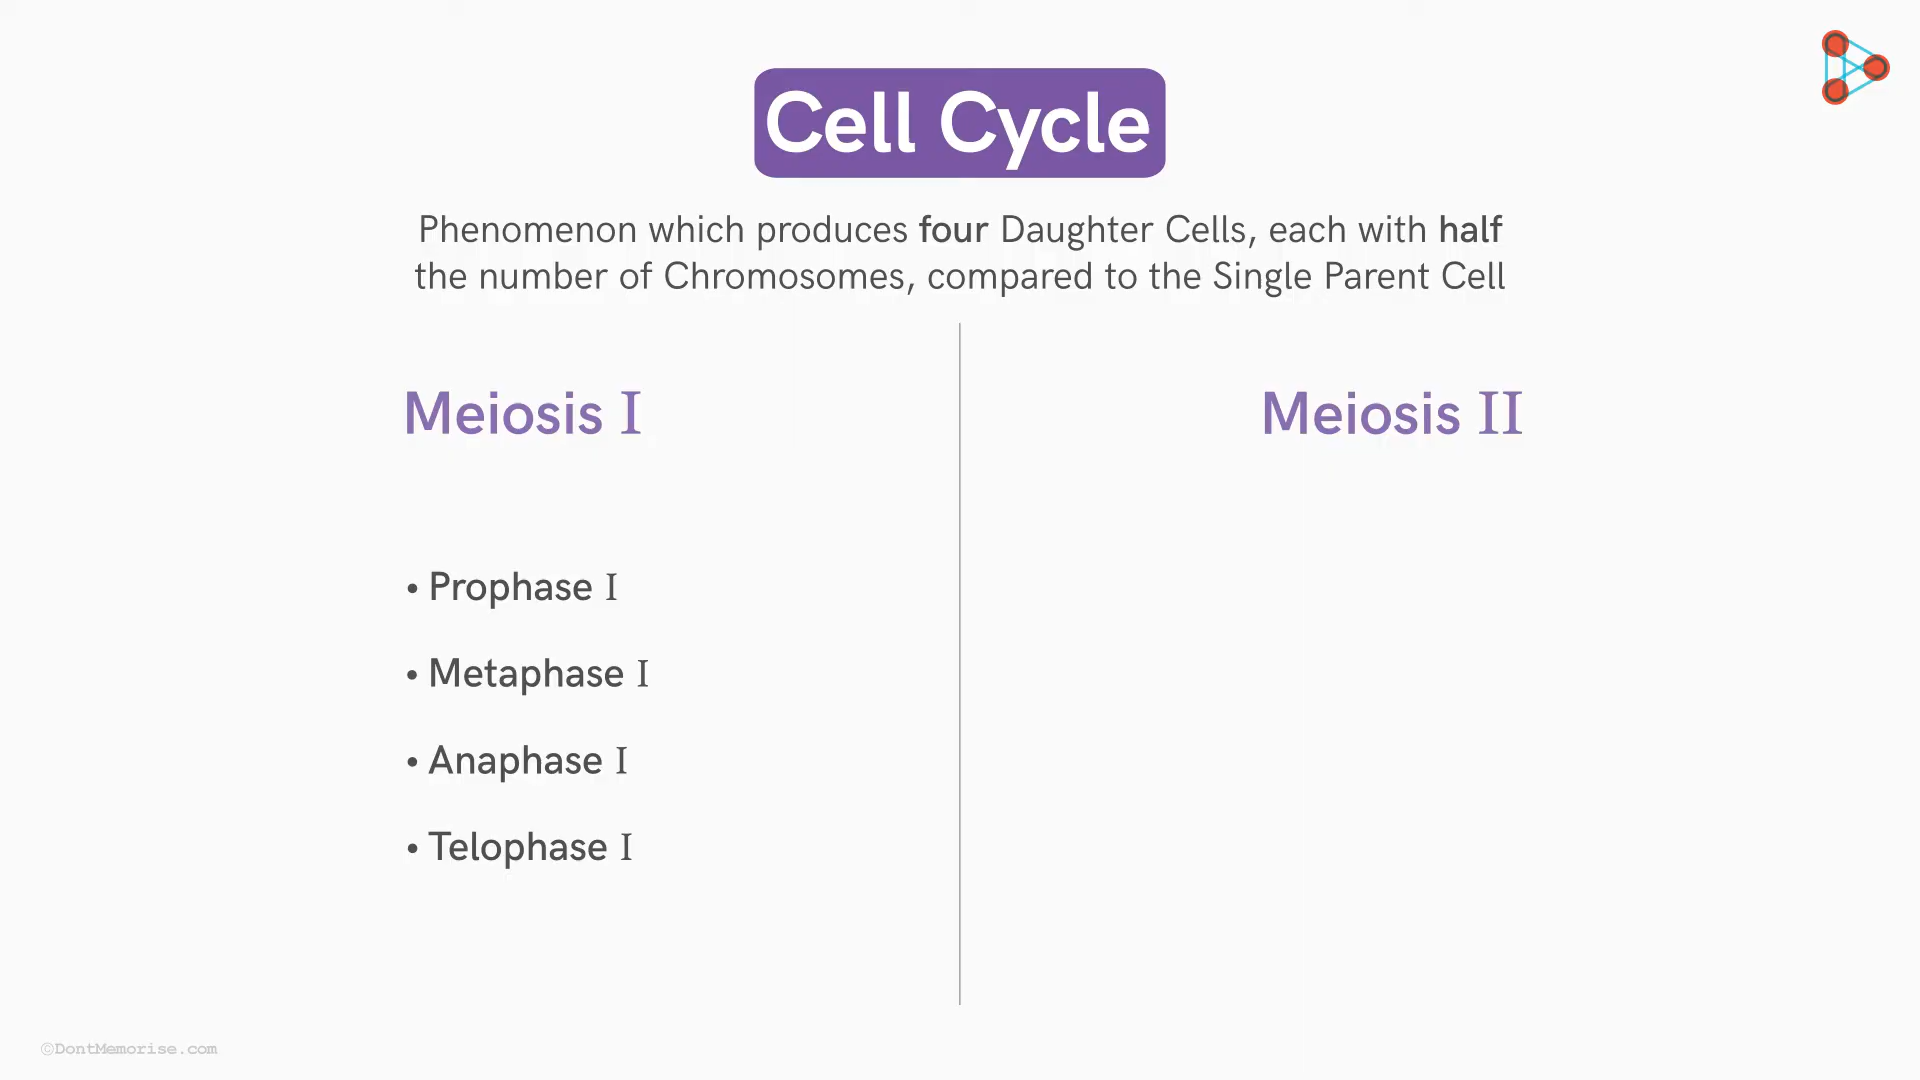 Cell Cycle
Phenomenon which produces four Daughter Cells, each with half
the number of Chromosomes, compared to the Single Parent Cell
Meiosis I
• Prophase I
• Metaphase I
• Anaphase I
• Telophase I
Meiosis II
©DontMemorise.com